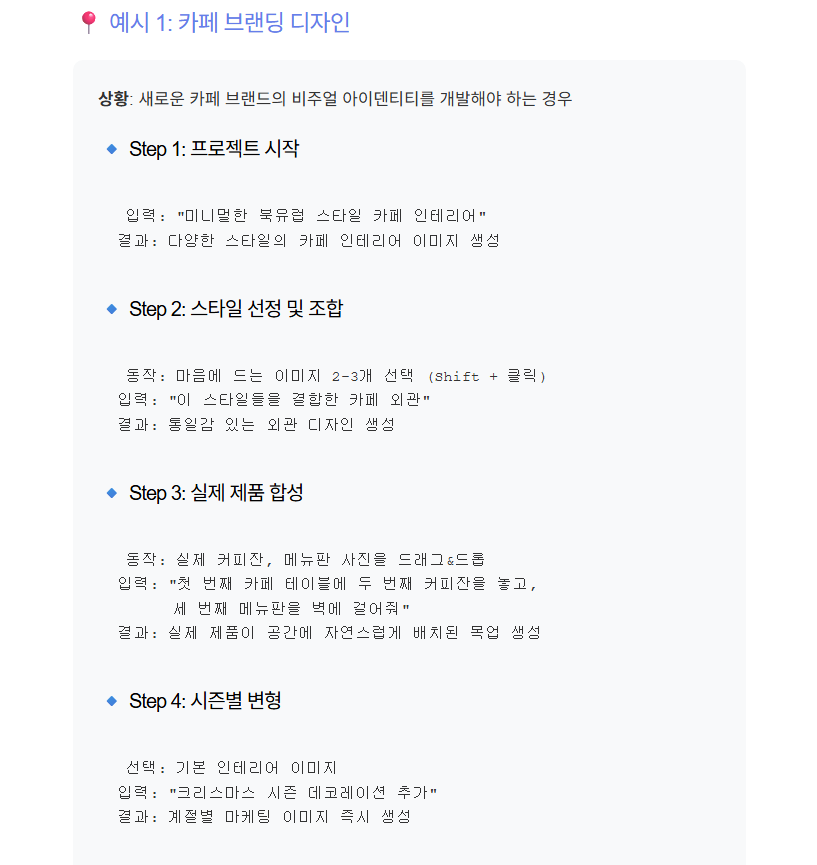 📍 예시 1: 카페 브랜딩 디자인
상황: 새로운 카페 브랜드의 비주얼 아이덴티티를 개발해야 하는 경우
🔹 Step 1: 프로젝트 시작
입력: "미니멀한 북유럽 스타일 카페 인테리어"
결과: 다양한 스타일의 카페 인테리어 이미지 생성
🔹 Step 2: 스타일 선정 및 조합
동작: 마음에 드는 이미지 2-3개 선택 (Shift + 클릭)
입력: "이 스타일들을 결합한 카페 외관"
결과: 통일감 있는 외관 디자인 생성
🔹 Step 3: 실제 제품 합성
동작: 실제 커피잔, 메뉴판 사진을 드래그&드롭
입력: "첫 번째 카페 테이블에 두 번째 커피잔을 놓고,
세 번째 메뉴판을 벽에 걸어줘"
결과: 실제 제품이 공간에 자연스럽게 배치된 목업 생성
🔹 Step 4: 시즌별 변형
선택: 기본 인테리어 이미지
입력: "크리스마스 시즌 데코레이션 추가"
결과: 계절별 마케팅 이미지 즉시 생성